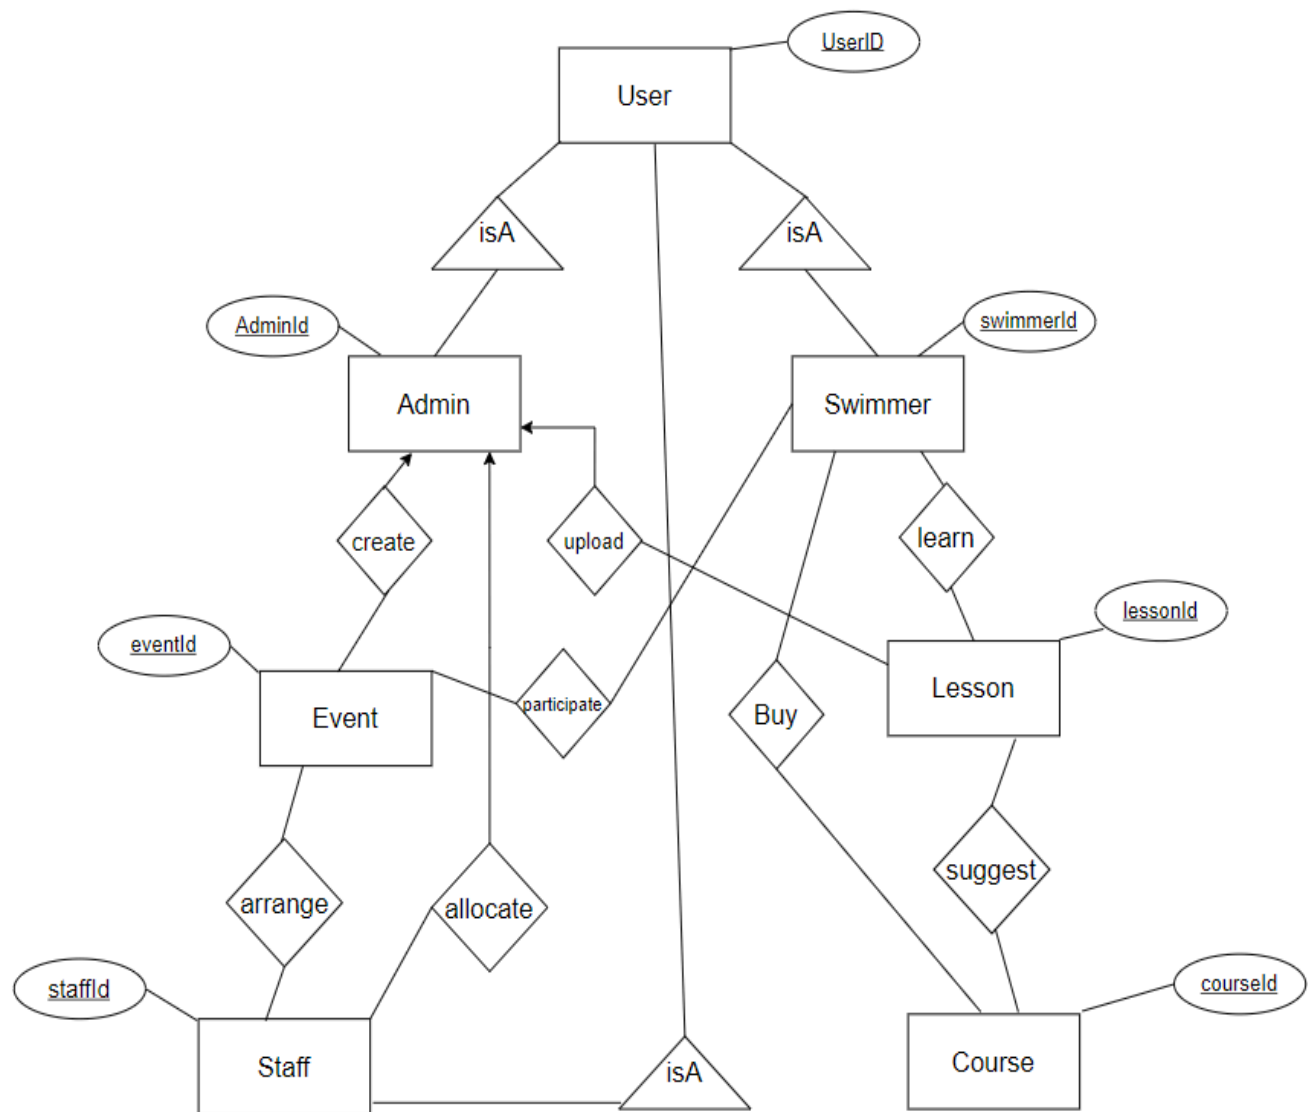 UserID
User
isA
isA
AdminId
swimmerId
Admin
Swimmer
create
upload
learn
lessonId
eventId
Lesson
participate
Event
Buy
suggest
arrange
allocate
staffId
courseId
Staff
isA
Course